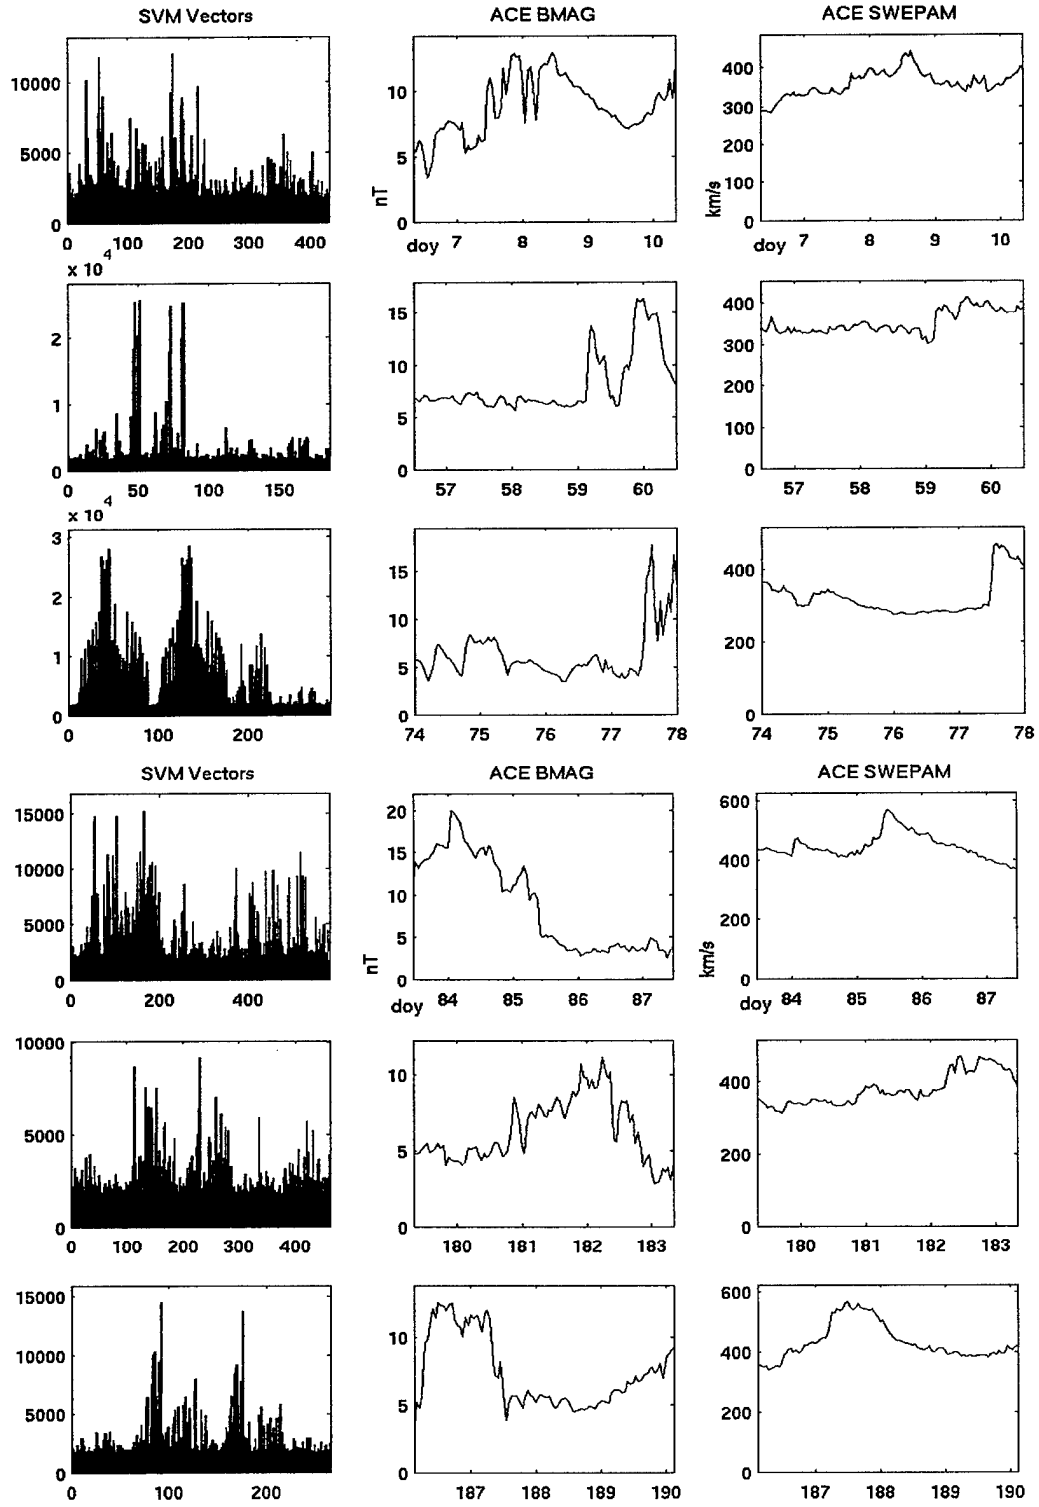 SVM Vectors ACE BMAG ACE SWEPAM
10000 5000 0
0 100 200 300 400
10 5 0
nT
doy 7 8 9 10
400 300 200 100 0
km/s
doy 7 8 9 10
x 10^4
2 1 0
0 50 100 150
15 10 5 0
57 58 59 60
400 300 200 100 0
57 58 59 60
x 10^4
3 2 1 0
0 100 200
15 10 5 0
74 75 76 77 78
400 200 0
74 75 76 77 78
SVM Vectors ACE BMAG ACE SWEPAM
15000 10000 5000 0
0 200 400
20 15 10 5 0
nT
doy 84 85 86 87
600 400 200 0
km/s
doy 84 85 86 87
10000 5000 0
0 100 200 300 400
10 5 0
180 181 182 183
400 200 0
180 181 182 183
15000 10000 5000 0
0 100 200
10 5 0
187 188 189 190
600 400 200 0
187 188 189 190